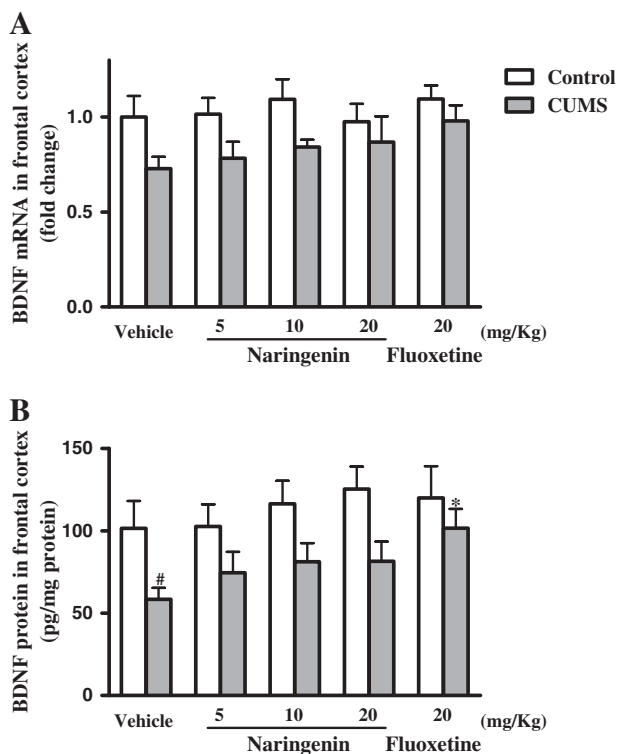 A
BDNF mRNA in frontal cortex
(fold change)
1.0
0.5
0.0
Control
CUMS
Vehicle
5
10
20
20
(mg/Kg)
Naringenin
Fluoxetine
B
BDNF protein in frontal cortex
(pg/mg protein)
150
100
50
0
#
*
Vehicle
5
10
20
20
(mg/Kg)
Naringenin
Fluoxetine